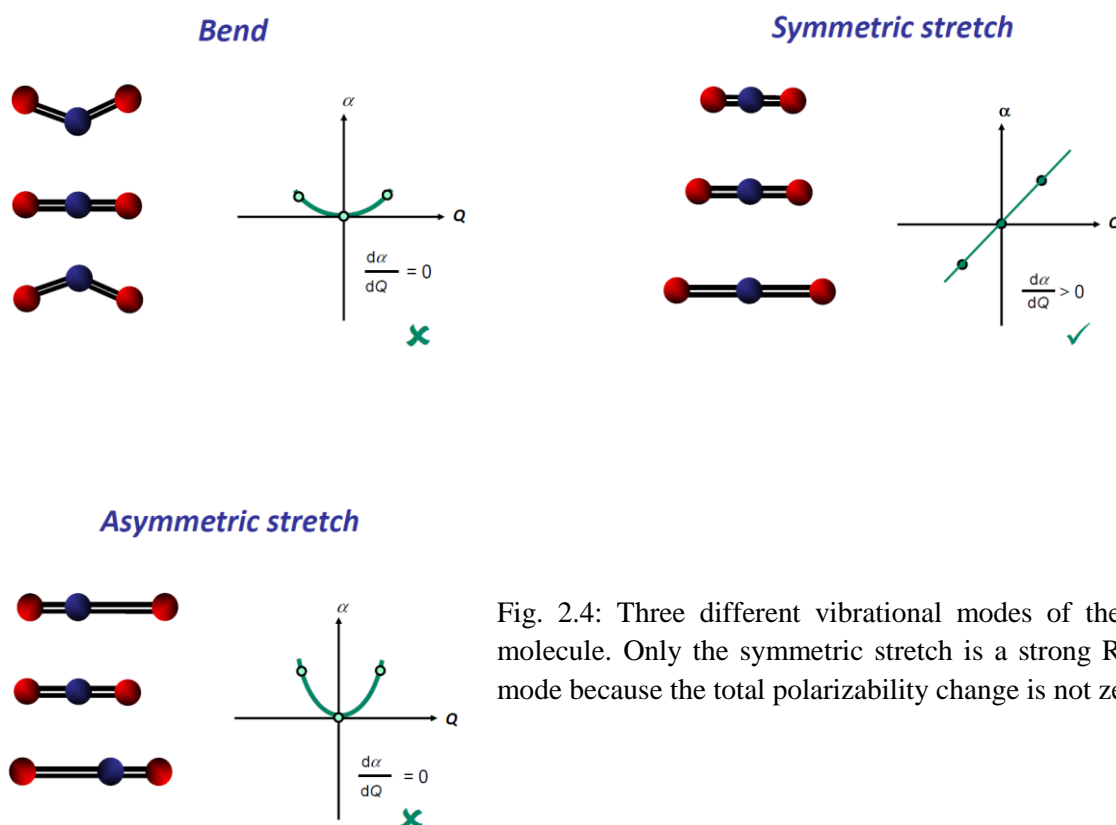 Bend
α
Q
dα
dQ
= 0
Symmetric stretch
α
dα
dQ
> 0
Asymmetric stretch
α
Q
dα
dQ
= 0
Fig. 2.4: Three different vibrational modes of the
molecule. Only the symmetric stretch is a strong
mode because the total polarizability change is not